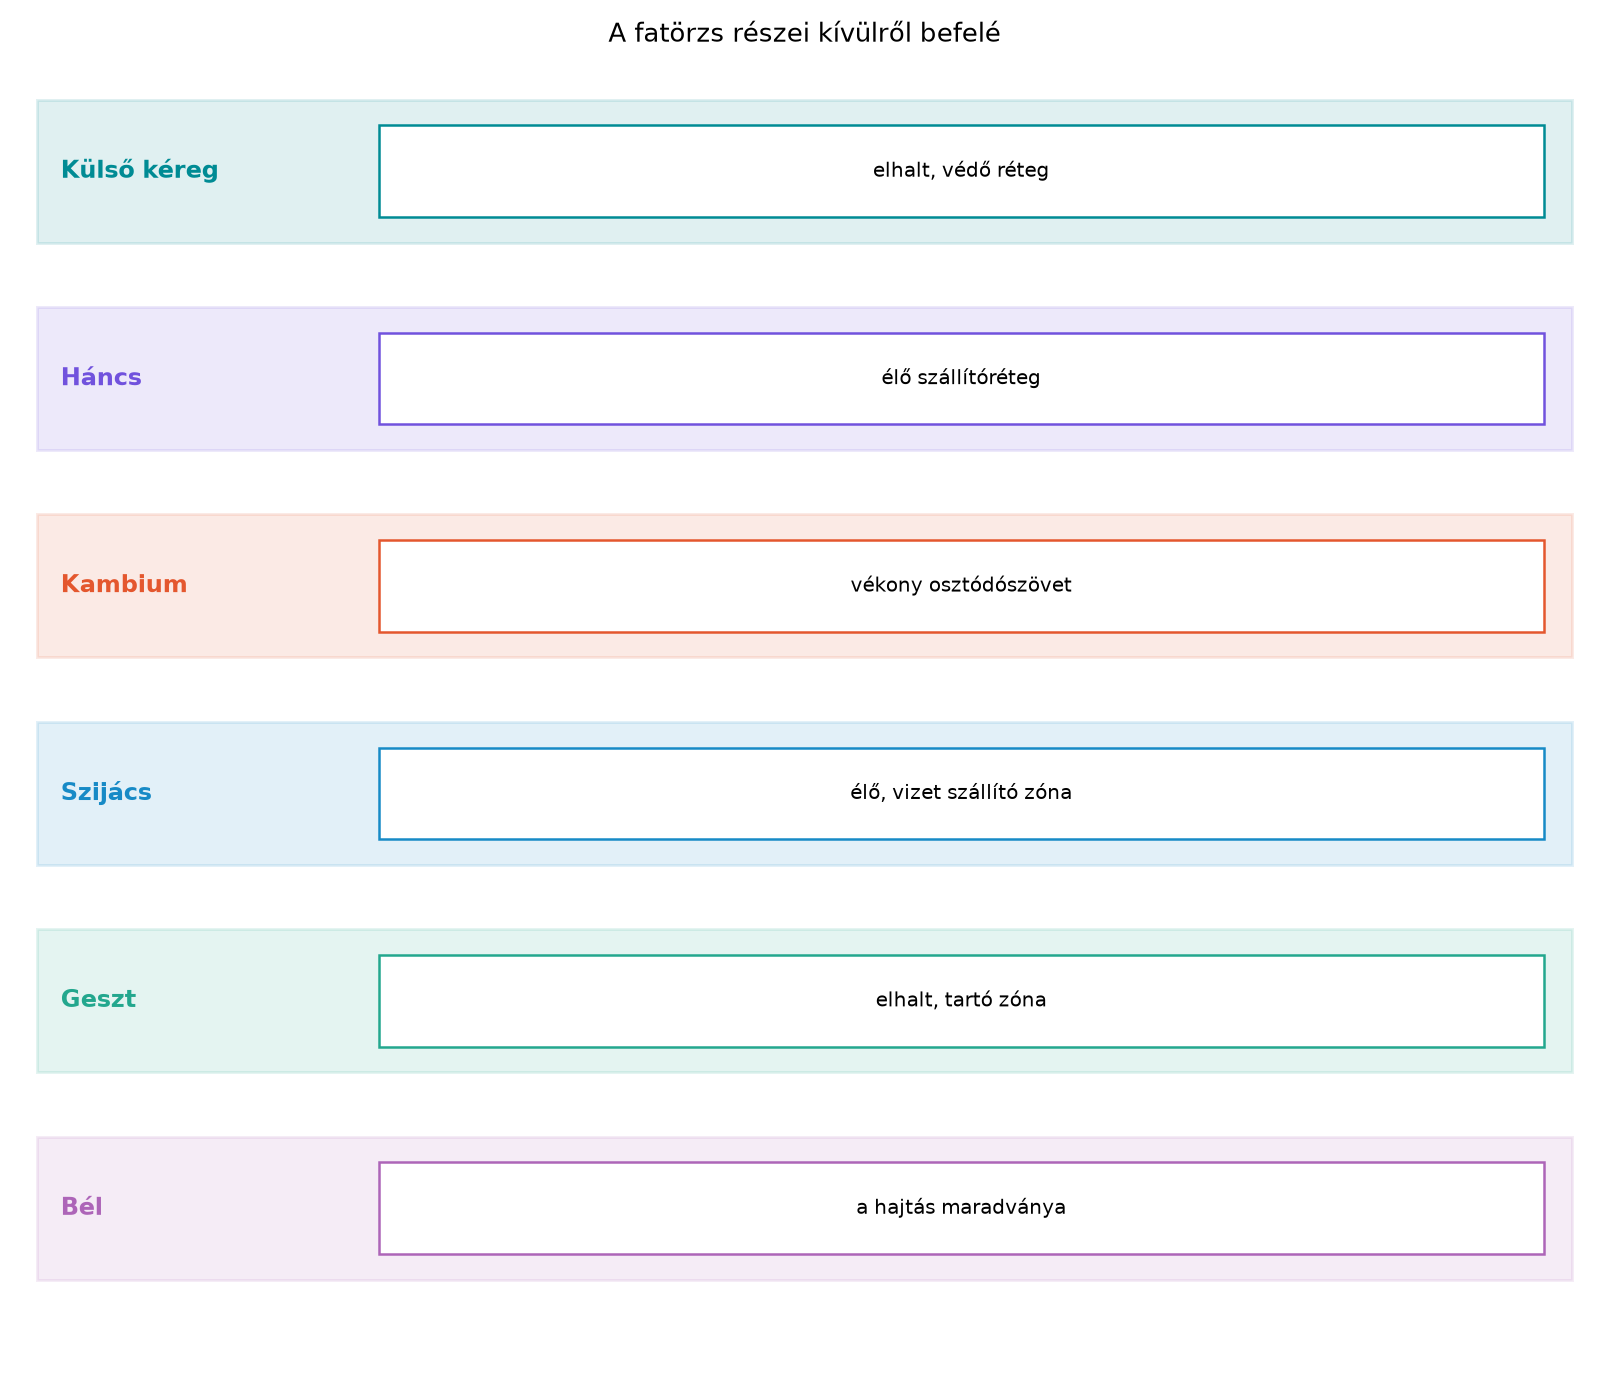 A fatörzs részei kívülről befelé
Külső kéreg
elhalt, védő réteg
Háncs
élő szállítóréteg
Kambium
vékony osztódószövet
Szijács
élő, vizet szállító zóna
Geszt
elhalt, tartó zóna
Bél
a hajtás maradványa